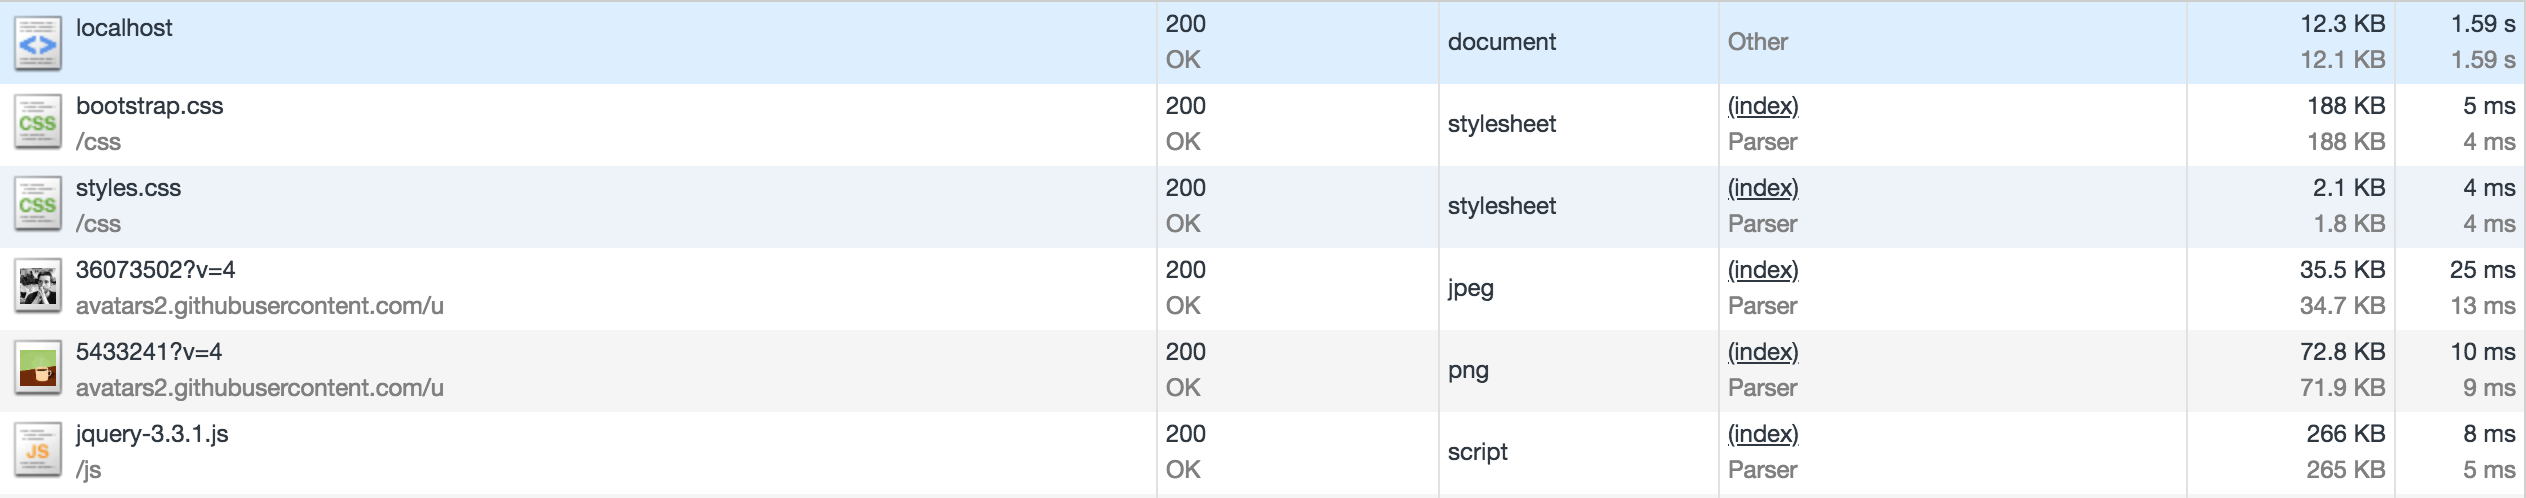 localhost 200 OK document Other 12.3 KB 12.1 KB 1.59 s 1.59 s
bootstrap.css 200 (index) 188 KB 5 ms
/css OK stylesheet Parser 188 KB 4 ms
styles.css 200 (index) 2.1 KB 4 ms
/css OK stylesheet Parser 1.8 KB 4 ms
36073502?v=4 200 (index) 35.5 KB 25 ms
avatars2.githubusercontent.com/u OK jpeg Parser 34.7 KB 13 ms
5433241?v=4 200 (index) 72.8 KB 10 ms
avatars2.githubusercontent.com/u OK png Parser 71.9 KB 9 ms
jquery-3.3.1.js 200 (index) 266 KB 8 ms
/js OK script Parser 265 KB 5 ms